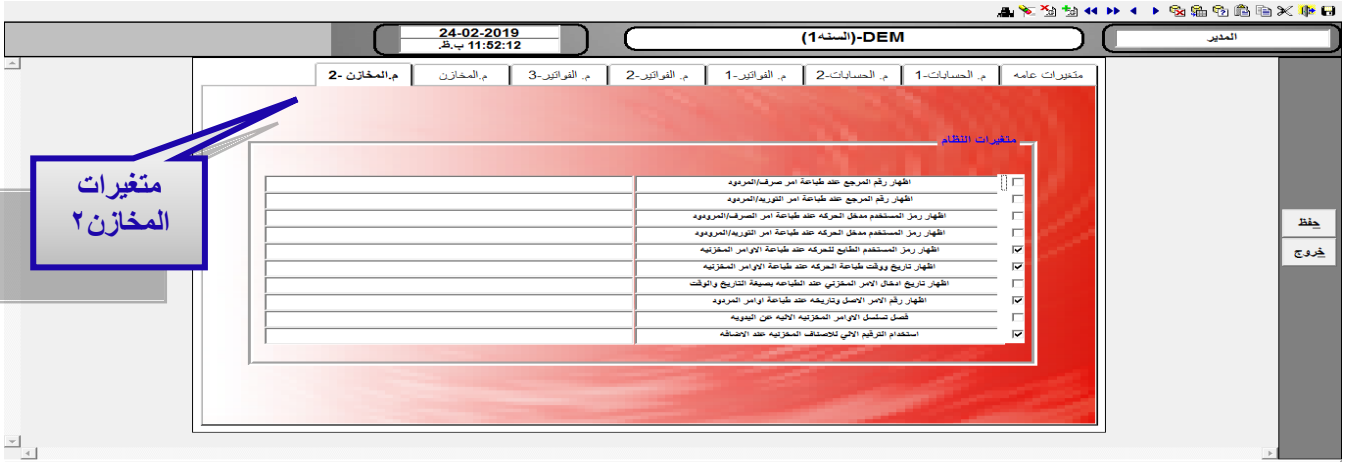 المدير
DEM-(السنه1)
24-02-2019
11:52:12 ب.ظ.
متغيرات عامه
م. الحسابات-1
م. الحسابات-2
م. الفواتير-1
م. الفواتير-2
م. الفواتير-3
م.المخازن
م.المخازن -2
متغيرات المخازن٢
متغيرات النظام
اظهار رقم المرجع عند طباعة امر صرف/المردود
اظهار رقم المرجع عند طباعة امر التوريد/المردود
اظهار رمز المستخدم مدخل الحركه عند طباعة امر الصرف/المرودود
اظهار رمز المستخدم مدخل الحركه عند طباعة امر التوريد/المرودود
اظهار رمز المستخدم الطابع للحركه عند طباعة الاوامر المخزنيه
اظهار تاريخ ووقت طباعة الحركه عند طباعة الاوامر المخزنيه
اظهار تاريخ ادخال الامر المخزني عند الطباعه بصيغة التاريخ والوقت
اظهار رقم الامر الاصل وتاريخه عند طباعة اوامر المردود
فصل تسلسل الاوامر المخزنيه الاليه عن اليدويه
استخدام الترقيم الالي للاصناف المخزنيه عند الاضافه
حفظ
خروج